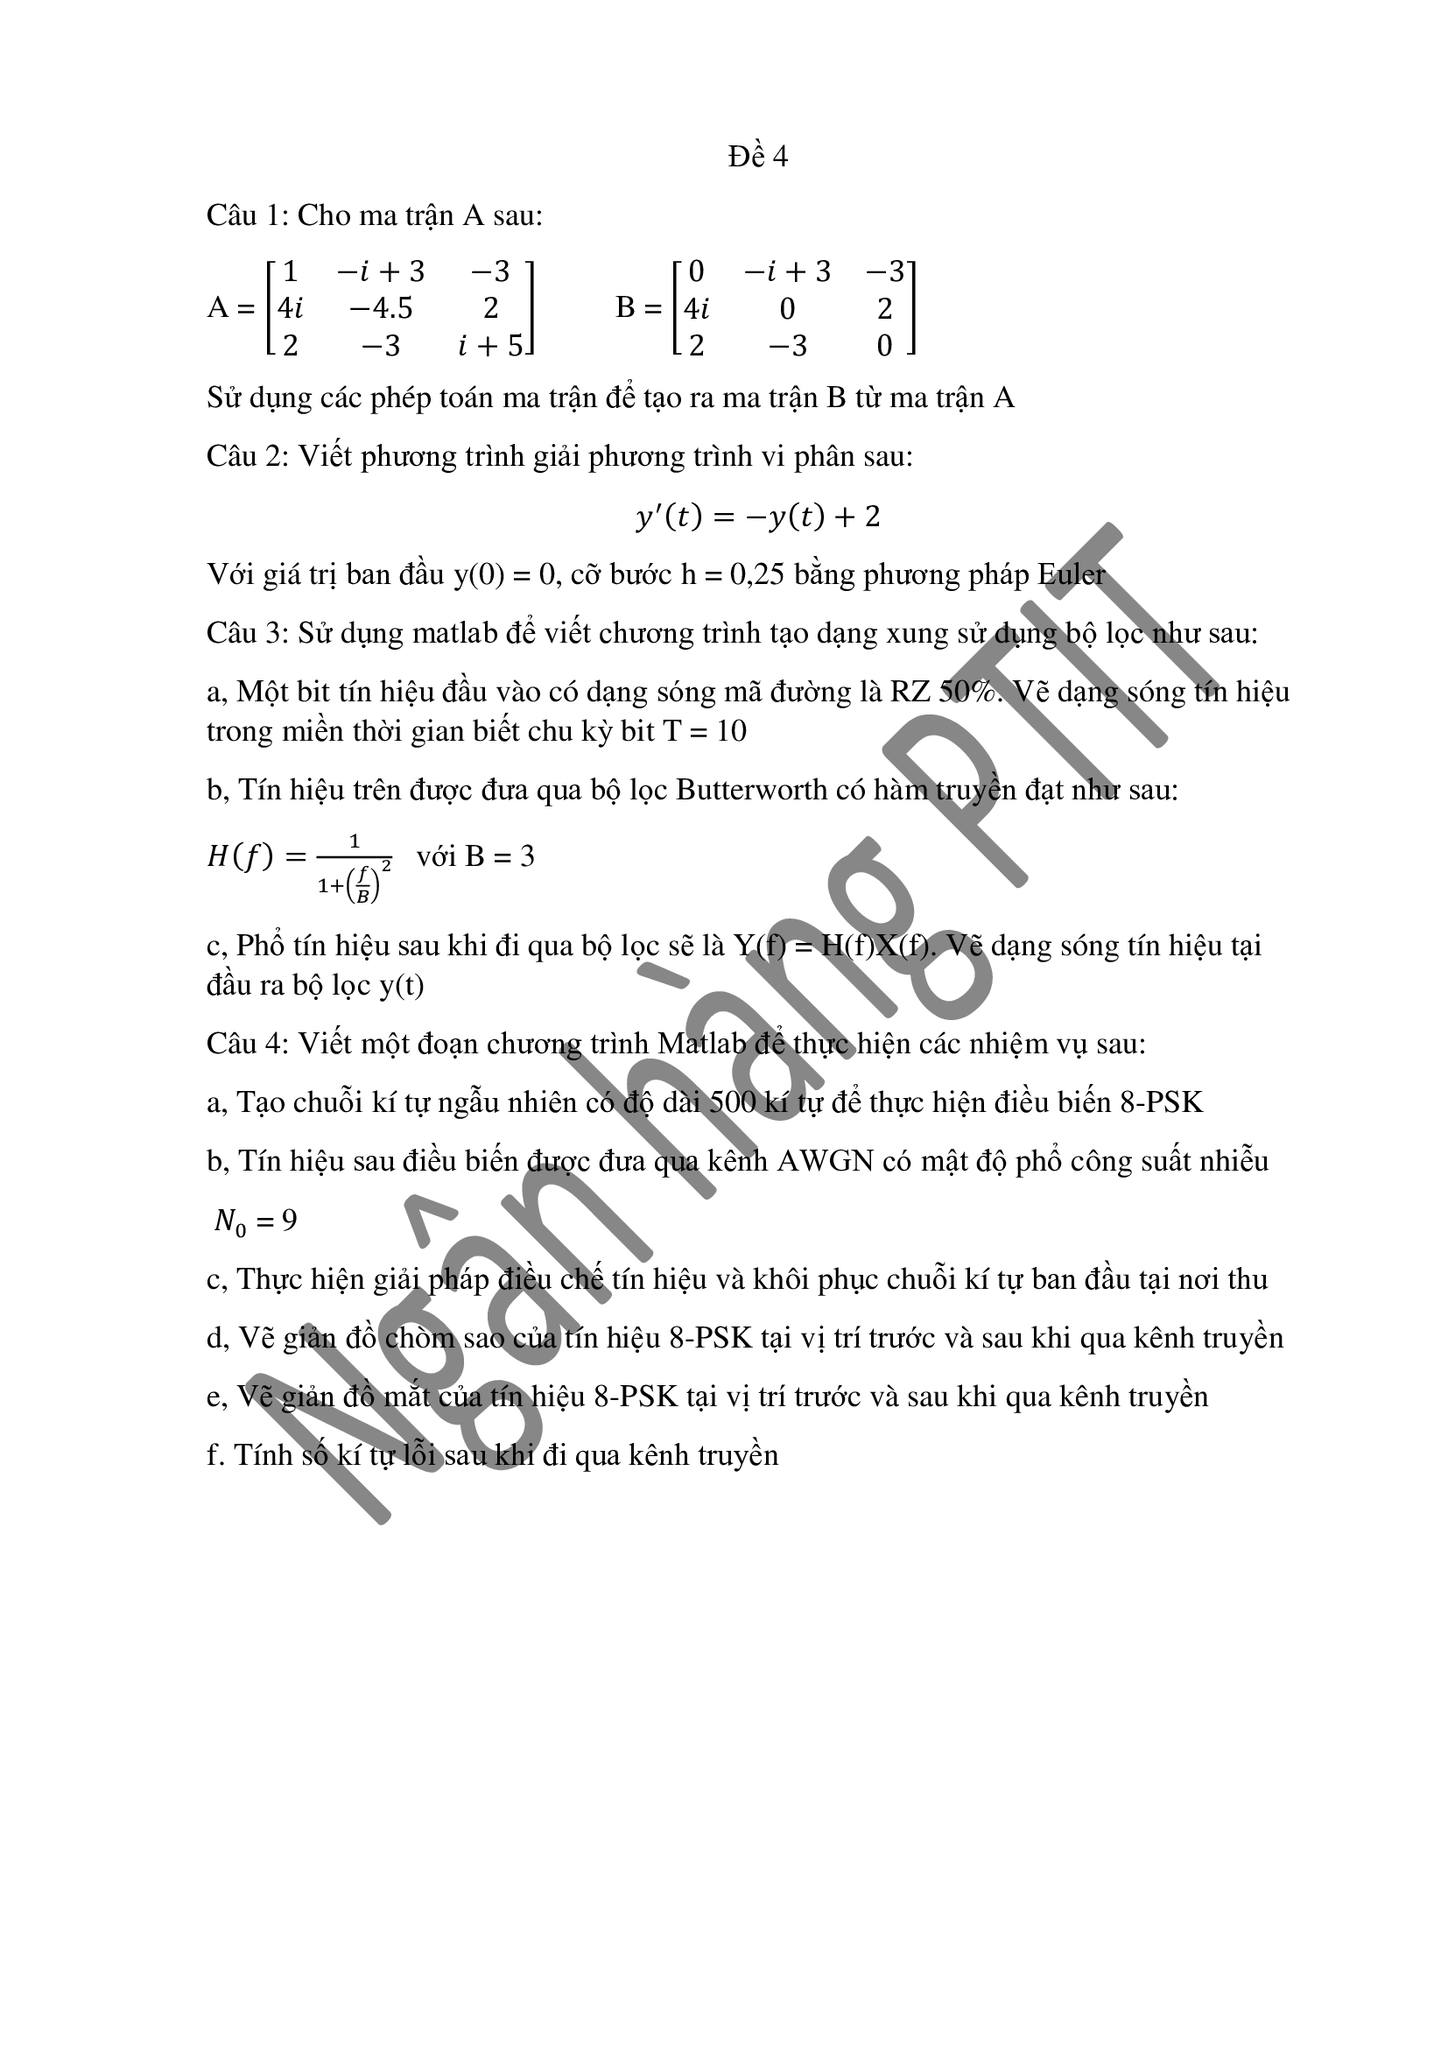 Đề 4
Câu 1: Cho ma trận A sau:
A = [1 −i + 3 −3; 4i −4.5 2; 2 −3 i + 5] B = [0 −i + 3 −3; 4i 0 2; 2 −3 0]
Sử dụng các phép toán ma trận để tạo ra ma trận B từ ma trận A
Câu 2: Viết phương trình giải phương trình vi phân sau:
y′(t) = −y(t) + 2
Với giá trị ban đầu y(0) = 0, cỡ bước h = 0,25 bằng phương pháp Euler
Câu 3: Sử dụng matlab để viết chương trình tạo dạng xung sử dụng bộ lọc như sau:
a, Một bit tín hiệu đầu vào có dạng sóng mã đường là RZ 50%. Vẽ dạng sóng tín hiệu
trong miền thời gian biết chu kỳ bit T = 10
b, Tín hiệu trên được đưa qua bộ lọc Butterworth có hàm truyền đạt như sau:
H(f) = 1/(1+(f/B)^2) với B = 3
c, Phổ tín hiệu sau khi đi qua bộ lọc sẽ là Y(f) = H(f)X(f). Vẽ dạng sóng tín hiệu tại
đầu ra bộ lọc y(t)
Câu 4: Viết một đoạn chương trình Matlab để thực hiện các nhiệm vụ sau:
a, Tạo chuỗi kí tự ngẫu nhiên có độ dài 500 kí tự để thực hiện điều biến 8-PSK
b, Tín hiệu sau điều biến được đưa qua kênh AWGN có mật độ phổ công suất nhiễu
N₀ = 9
c, Thực hiện giải pháp điều chế tín hiệu và khôi phục chuỗi kí tự ban đầu tại nơi thu
d, Vẽ giản đồ chòm sao của tín hiệu 8-PSK tại vị trí trước và sau khi qua kênh truyền
e, Vẽ giản đồ mắt của tín hiệu 8-PSK tại vị trí trước và sau khi qua kênh truyền
f. Tính số kí tự lỗi sau khi đi qua kênh truyền
Ngân hàng PTIT